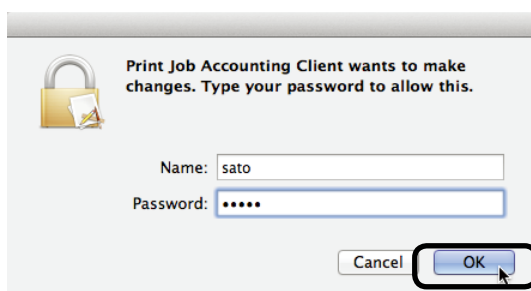 Print Job Accounting Client wants to make
changes. Type your password to allow this.
Name: sato
Password: •••••
Cancel OK